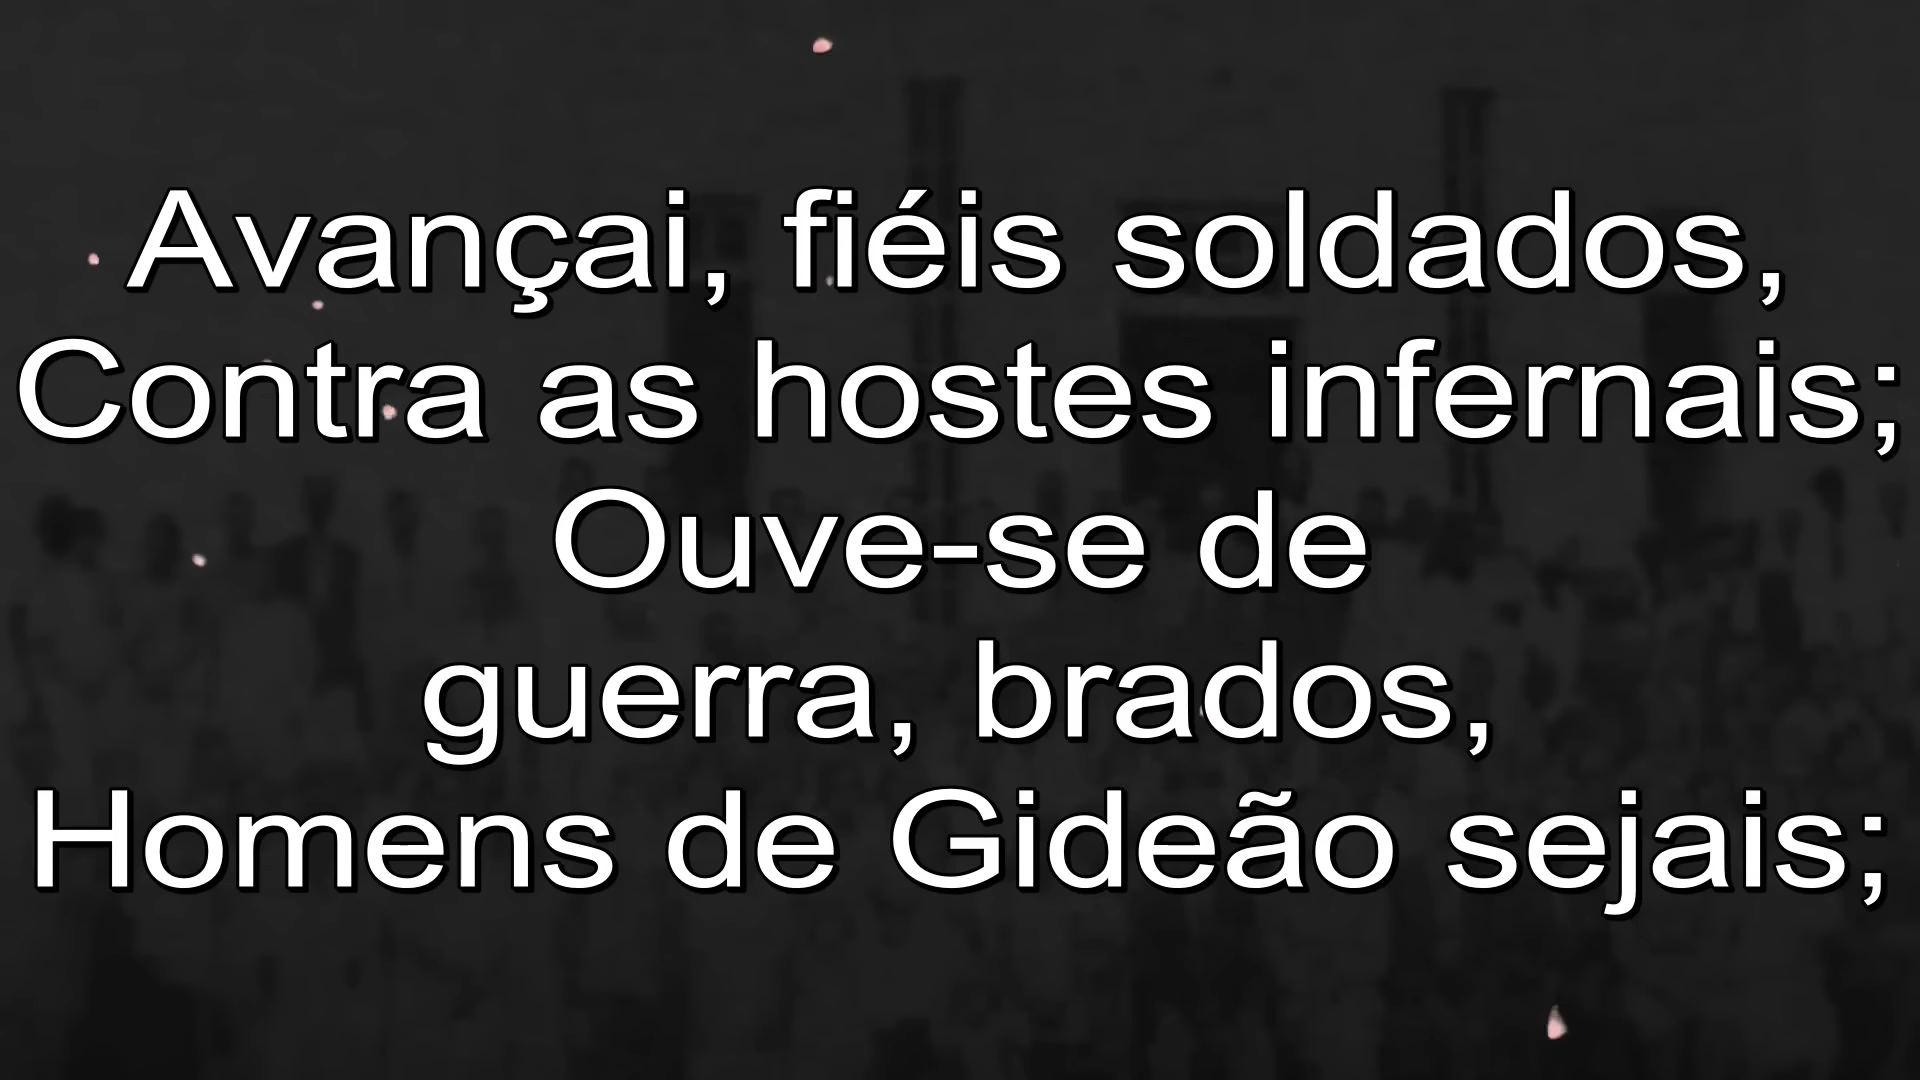 Avançai, fiéis soldados,
Contra as hostes infernais;
Ouve-se de
guerra, brados,
Homens de Gideão sejais;